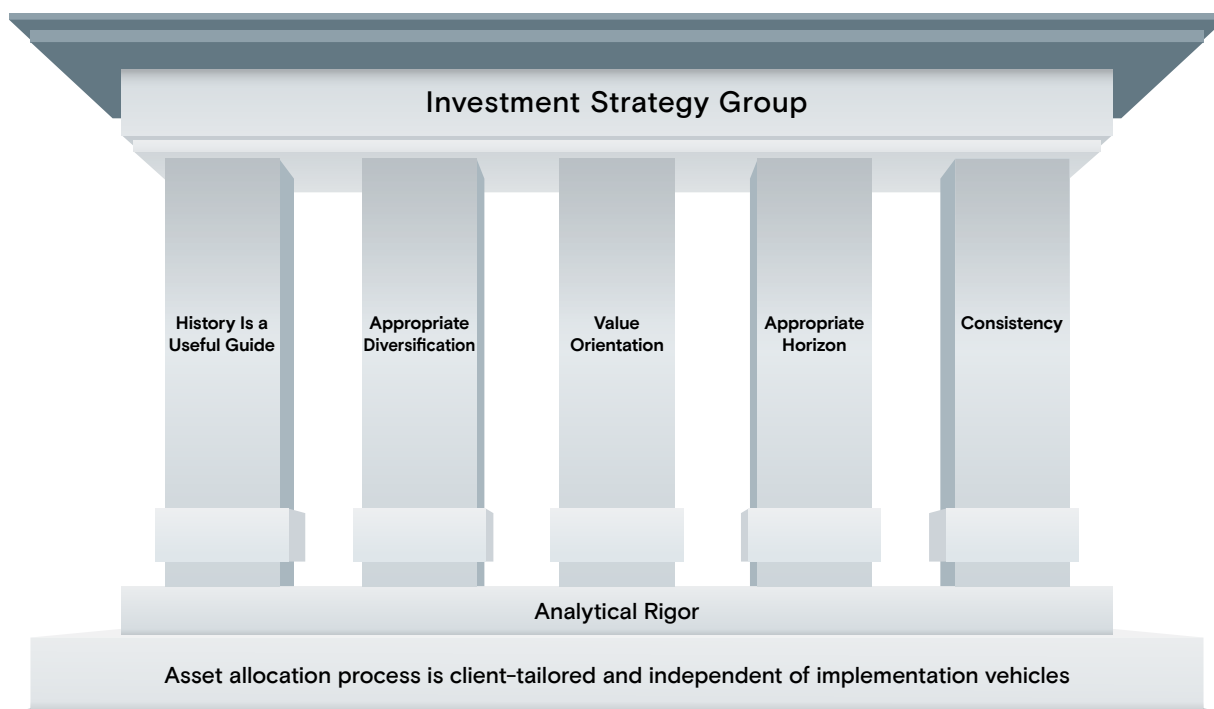 Investment Strategy Group
History Is a
Useful Guide
Appropriate
Diversification
Value
Orientation
Appropriate
Horizon
Consistency
Analytical Rigor
Asset allocation process is client-tailored and independent of implementation vehicles